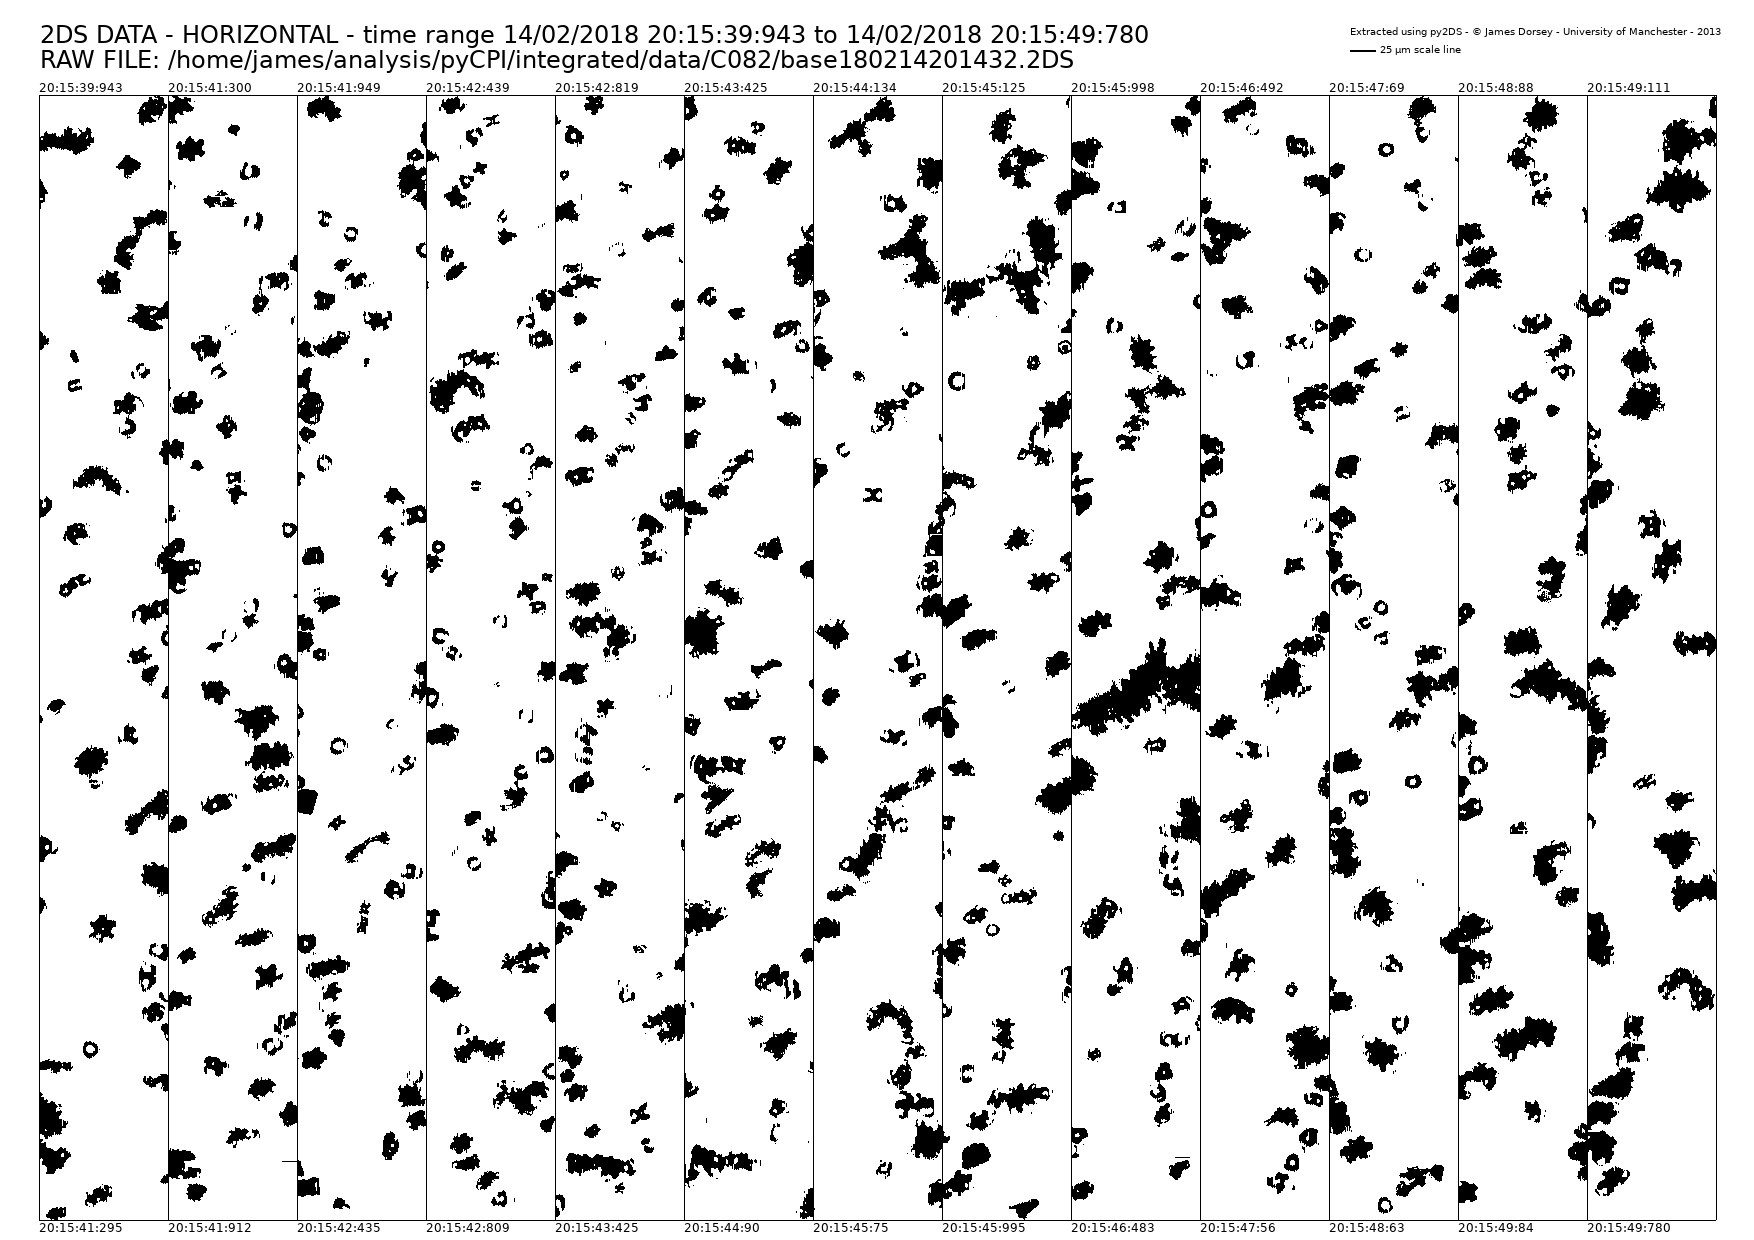 2DS DATA - HORIZONTAL - time range 14/02/2018 20:15:39:943 to 14/02/2018 20:15:49:780
RAW FILE: /home/james/analysis/pyCPI/integrated/data/C082/base180214201432.2DS
Extracted using py2DS - © James Dorsey - University of Manchester - 2013
25 µm scale line
20:15:39:943 20:15:41:300 20:15:41:949 20:15:42:439 20:15:42:819 20:15:43:425 20:15:44:134 20:15:45:125 20:15:45:998 20:15:46:492 20:15:47:69 20:15:48:88 20:15:49:111
20:15:41:295 20:15:41:912 20:15:42:435 20:15:42:809 20:15:43:425 20:15:44:90 20:15:45:75 20:15:45:995 20:15:46:483 20:15:47:56 20:15:48:63 20:15:49:84 20:15:49:780